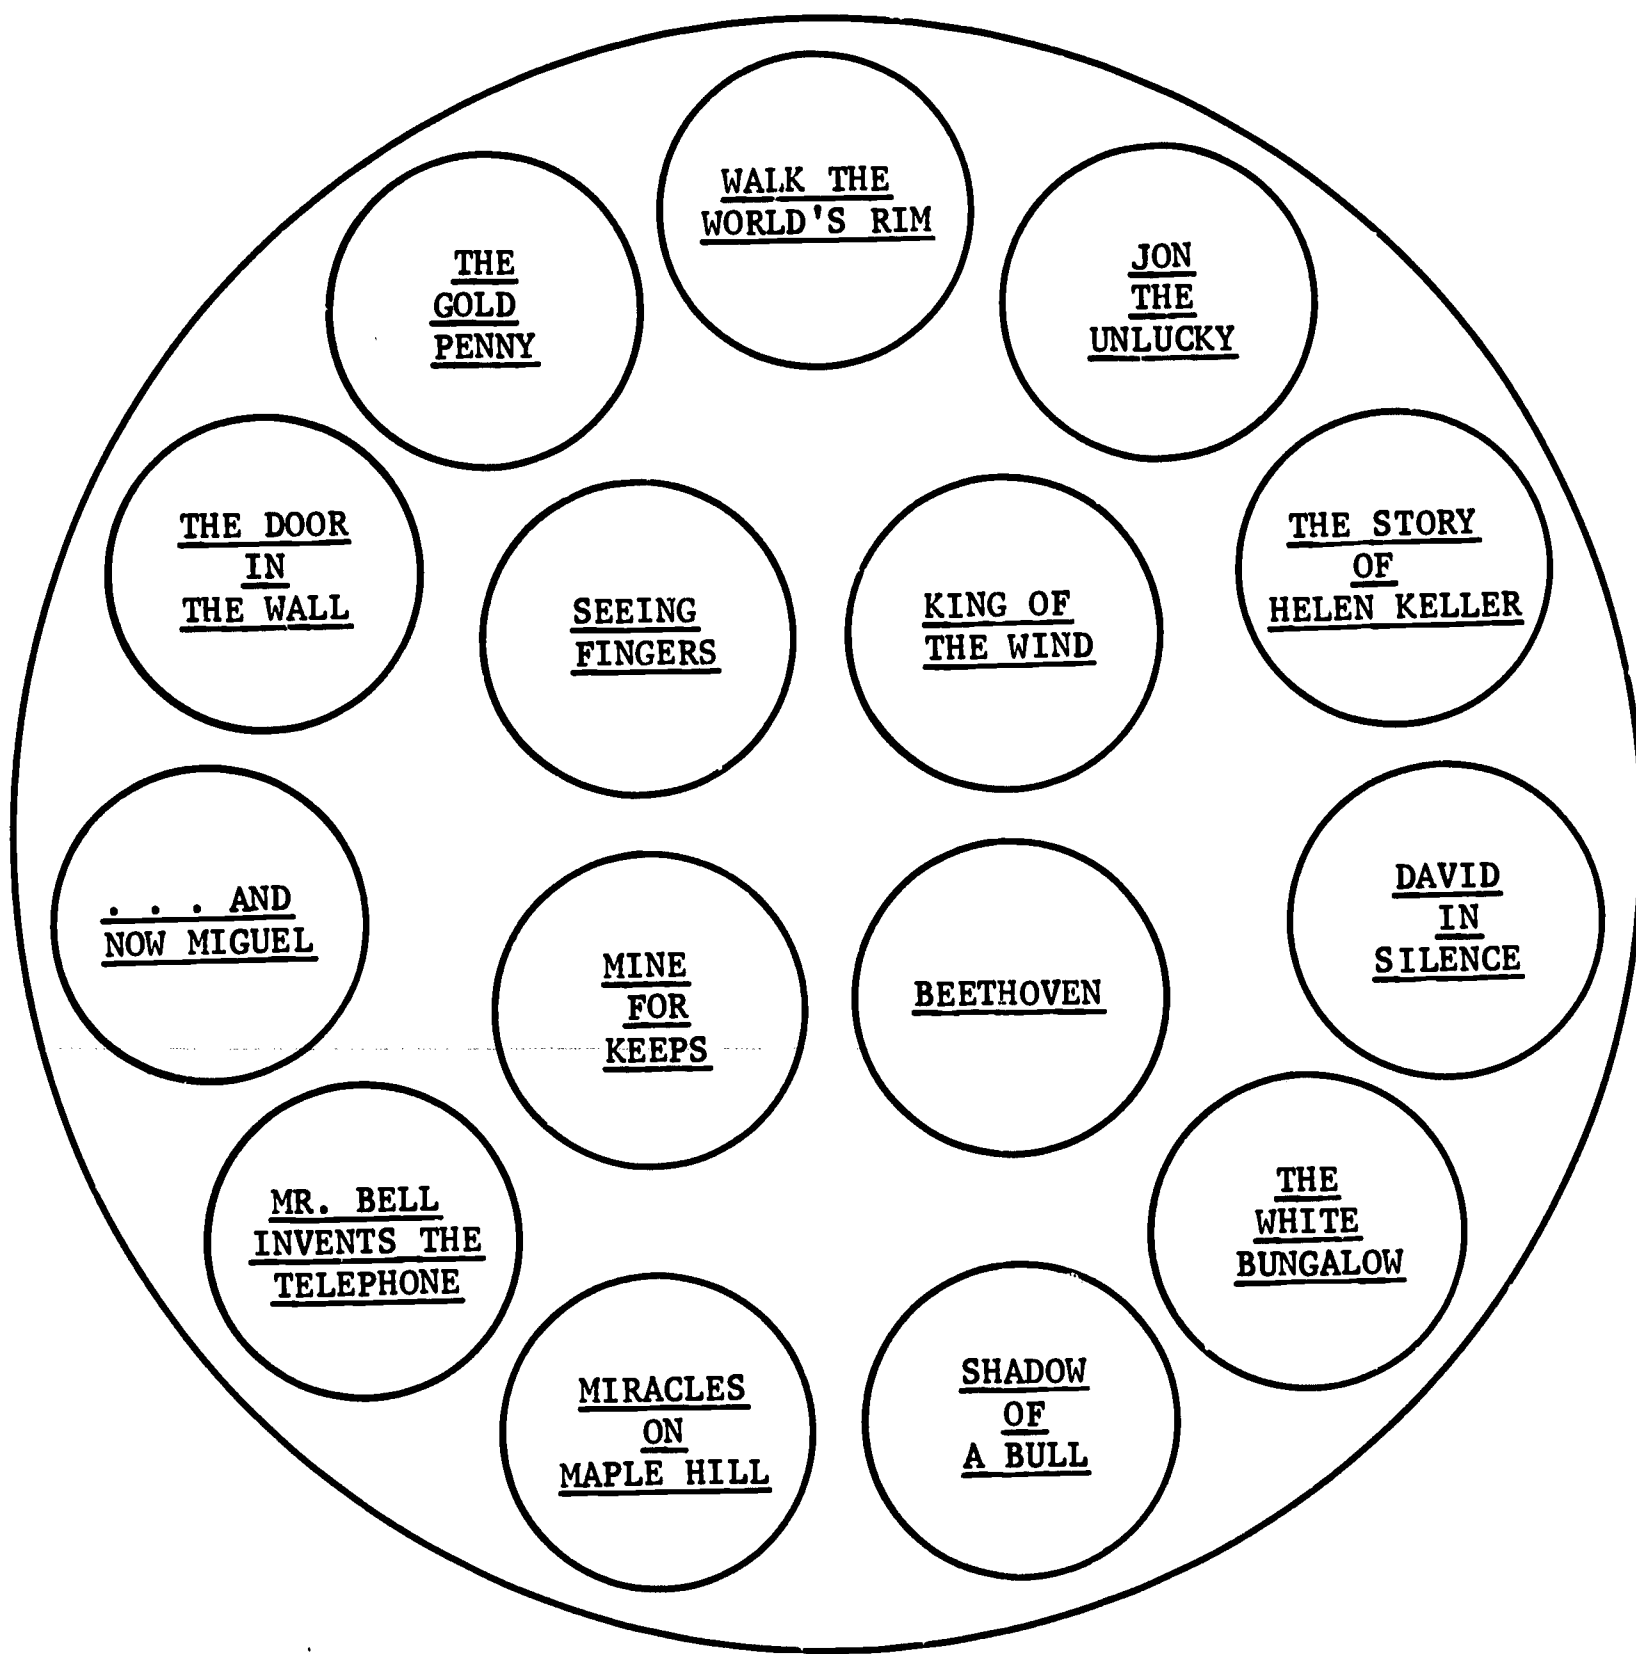 WALK THE
WORLD'S RIM
THE
GOLD
PENNY
JON
THE
UNLUCKY
THE DOOR
IN
THE WALL
SEEING
FINGERS
KING OF
THE WIND
THE STORY
OF
HELEN KELLER
. . . AND
NOW MIGUEL
MINE
FOR
KEEPS
BEETHOVEN
DAVID
IN
SILENCE
MR. BELL
INVENTS THE
TELEPHONE
THE
WHITE
BUNGALOW
MIRACLES
ON
MAPLE HILL
SHADOW
OF
A BULL